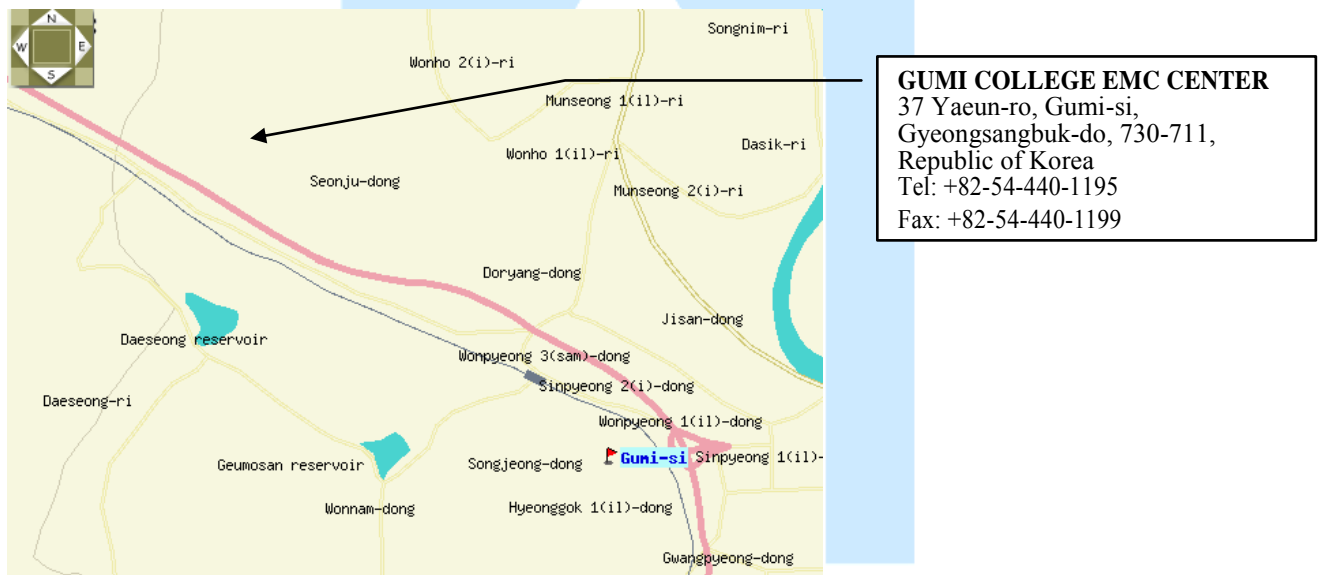 N
W
E
S
Songnim-ri
Wonho 2(i)-ri
Munseong 1(il)-ri
Dasik-ri
Wonho 1(il)-ri
Seonju-dong
Munseong 2(i)-ri
Doryang-dong
Jisan-dong
Daeseong reservoir
Wonpyeong 3(sam)-dong
Sinpyeong 2(i)-dong
Daeseong-ri
Wonpyeong 1(il)-dong
Gumi-si
Sinpyeong 1(il)-
Geumosan reservoir
Songjeong-dong
Wonnam-dong
Hyeonggok 1(il)-dong
Gwangpyeong-dong
GUMI COLLEGE EMC CENTER
37 Yaeun-ro, Gumi-si,
Gyeongsangbuk-do, 730-711,
Republic of Korea
Tel: +82-54-440-1195
Fax: +82-54-440-1199